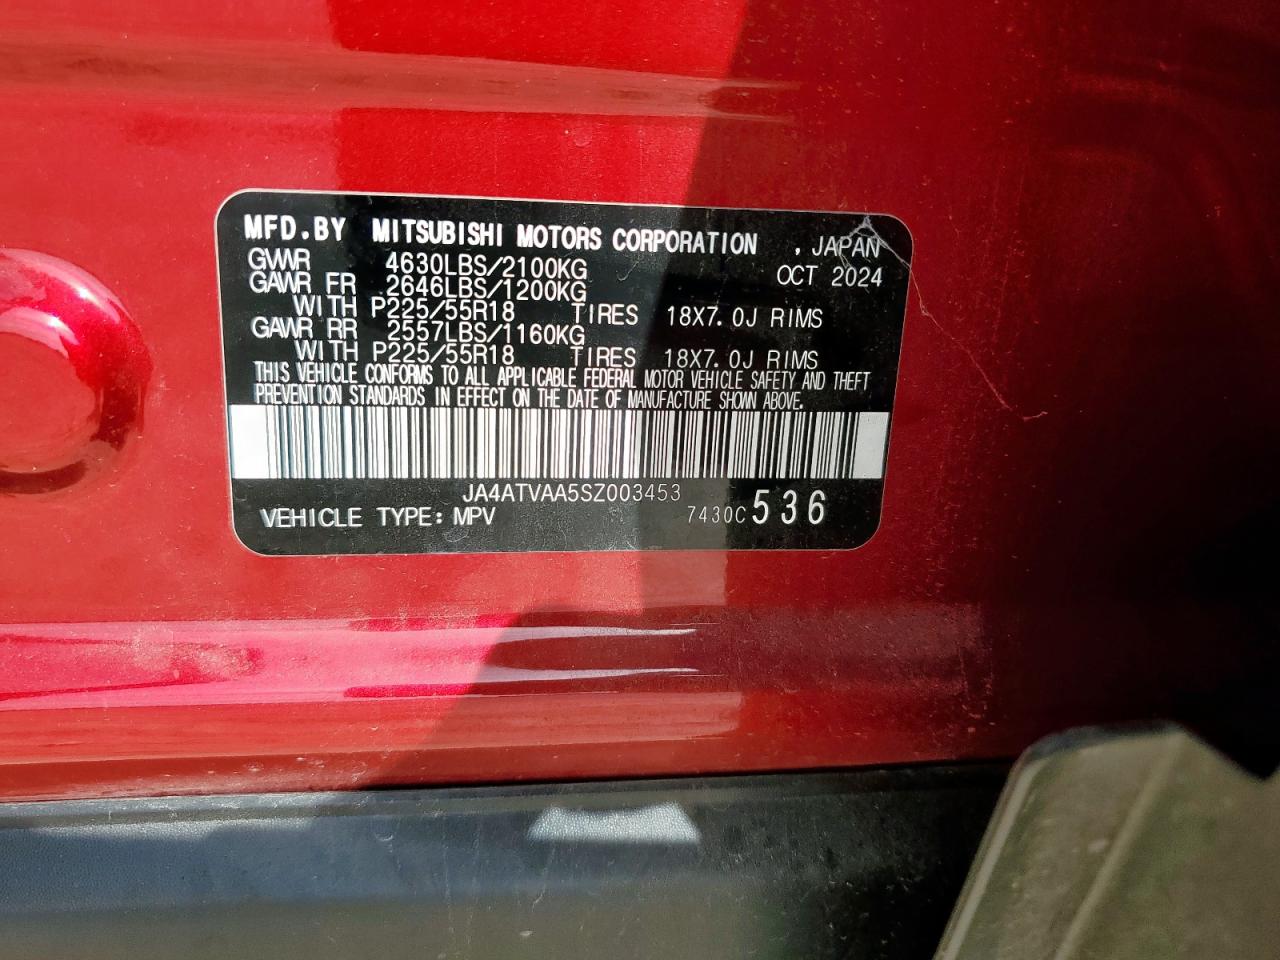 MFD.BY MITSUBISHI MOTORS CORPORATION . JAPAN
GVWR 4630LBS/2100KG OCT 2024
GAWR FR 2646LBS/1200KG
WITH P225/55R18 TIRES 18X7.0J RIMS
GAWR RR 2557LBS/1160KG
WITH P225/55R18 TIRES 18X7.0J RIMS
THIS VEHICLE CONFORMS TO ALL APPLICABLE FEDERAL MOTOR VEHICLE SAFETY AND THEFT
PREVENTION STANDARDS IN EFFECT ON THE DATE OF MANUFACTURE SHOWN ABOVE.
JA4ATVAA5SZ003453
VEHICLE TYPE: MPV 7430C 536